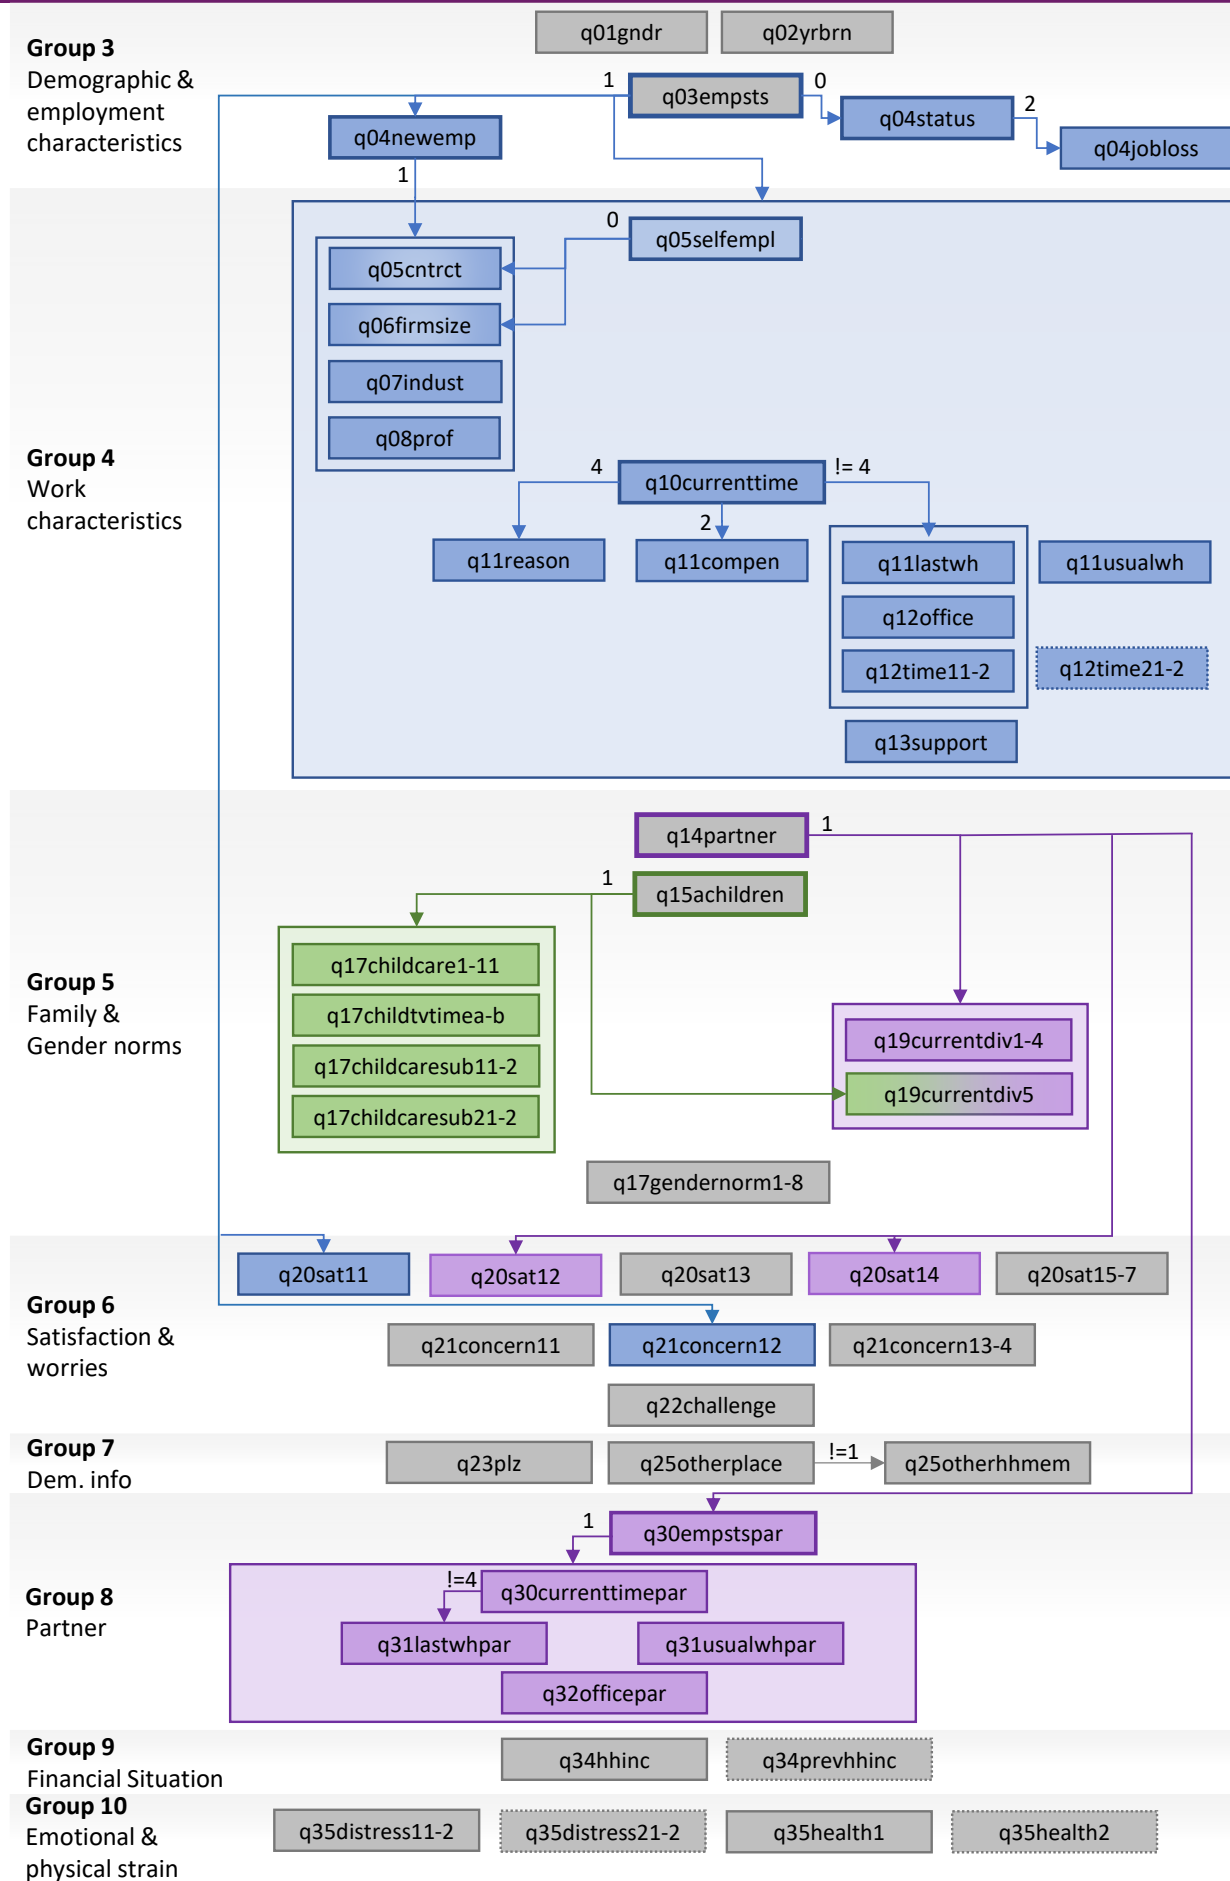 Group 3
Demographic &
employment
characteristics
q01gndr
q02yrbrn
1
q03empsts
0
q04newemp
q04status
2
q04jobloss
1
Group 4
Work
characteristics
0
q05selfempl
q05cntrct
q06firmsize
q07indust
q08prof
4
q10currenttime
!= 4
2
q11reason
q11compen
q11lastwh
q11usualwh
q12office
q12time11-2
q12time21-2
q13support
Group 5
Family &
Gender norms
q14partner
1
1
q15achildren
q17childcare1-11
q17childtvtimea-b
q17childcaresub11-2
q17childcaresub21-2
q19currentdiv1-4
q19currentdiv5
q17gendernorm1-8
Group 6
Satisfaction &
worries
q20sat11
q20sat12
q20sat13
q20sat14
q20sat15-7
q21concern11
q21concern12
q21concern13-4
q22challenge
Group 7
Dem. info
q23plz
q25otherplace
!=1
q25otherhhmem
Group 8
Partner
1
q30empstspar
!=4
q30currenttimepar
q31lastwhpar
q31usualwhpar
q32officepar
Group 9
Financial Situation
q34hhinc
q34prevhhinc
Group 10
Emotional &
physical strain
q35distress11-2
q35distress21-2
q35health1
q35health2